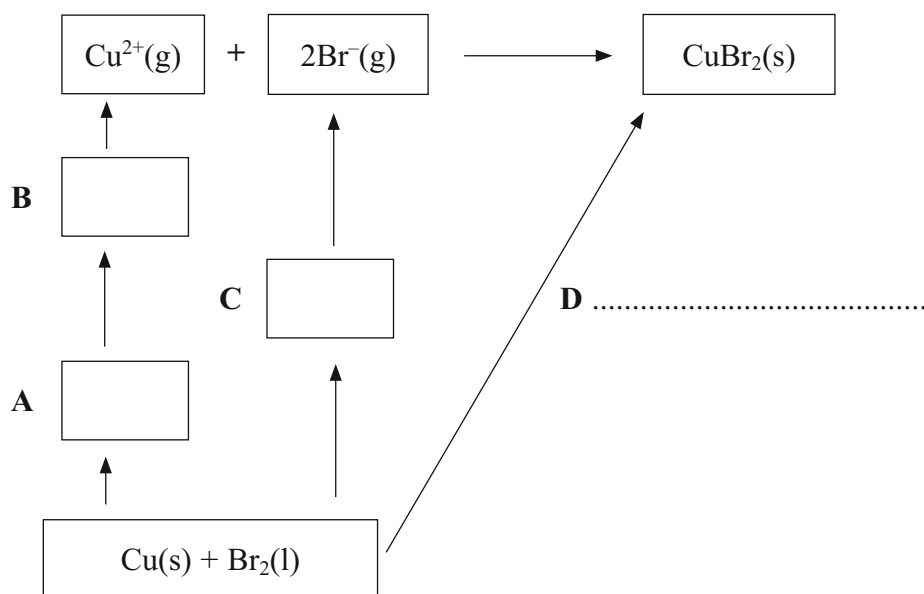 Cu²⁺(g) + 2Br⁻(g) CuBr₂(s)
B
C
D ....................................
A
Cu(s) + Br₂(l)